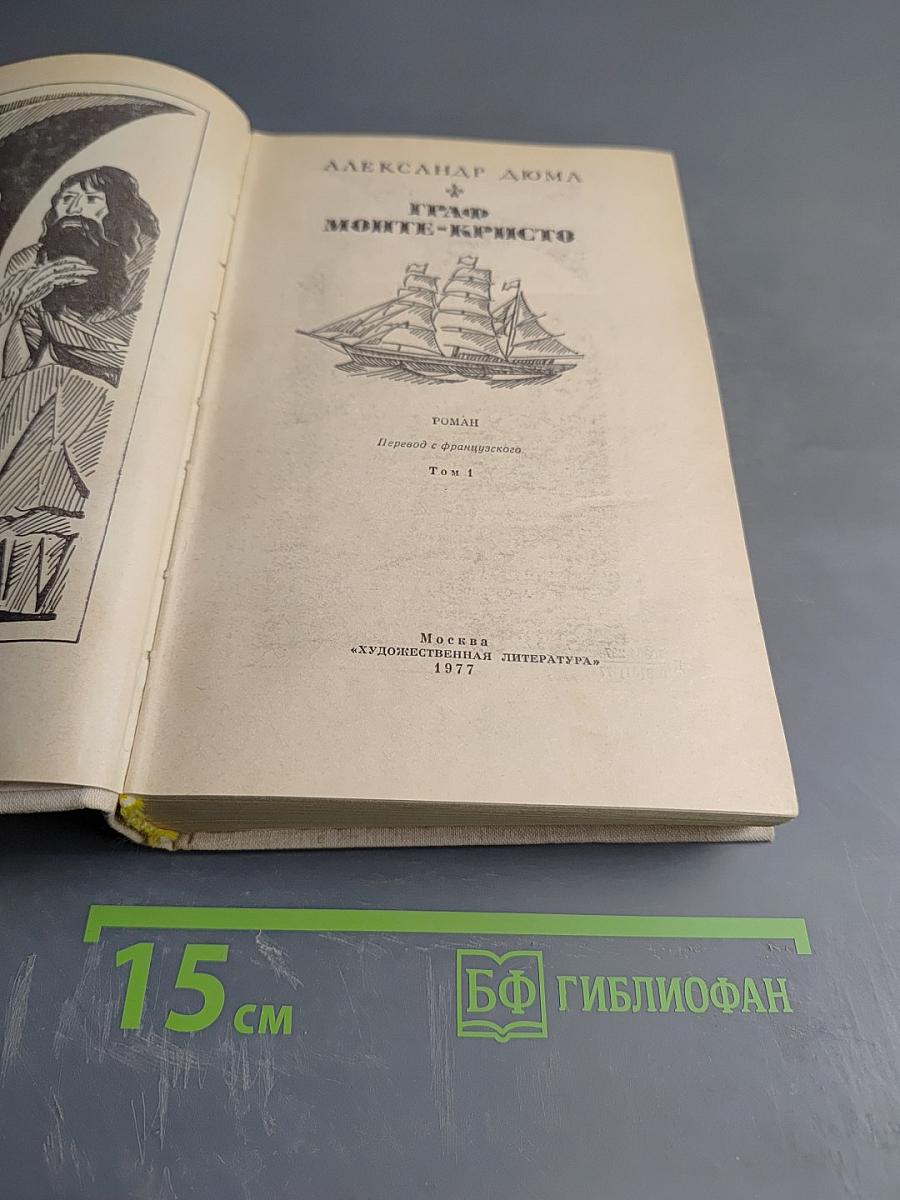 АЛЕКСАНДР ДЮМА
ГРАФ
МОНТЕ-КРИСТО
РОМАН
Перевод с французского
Том 1
Москва
«ХУДОЖЕСТВЕННАЯ ЛИТЕРАТУРА»
1977
15 см
БФ ГИБЛИОФАН